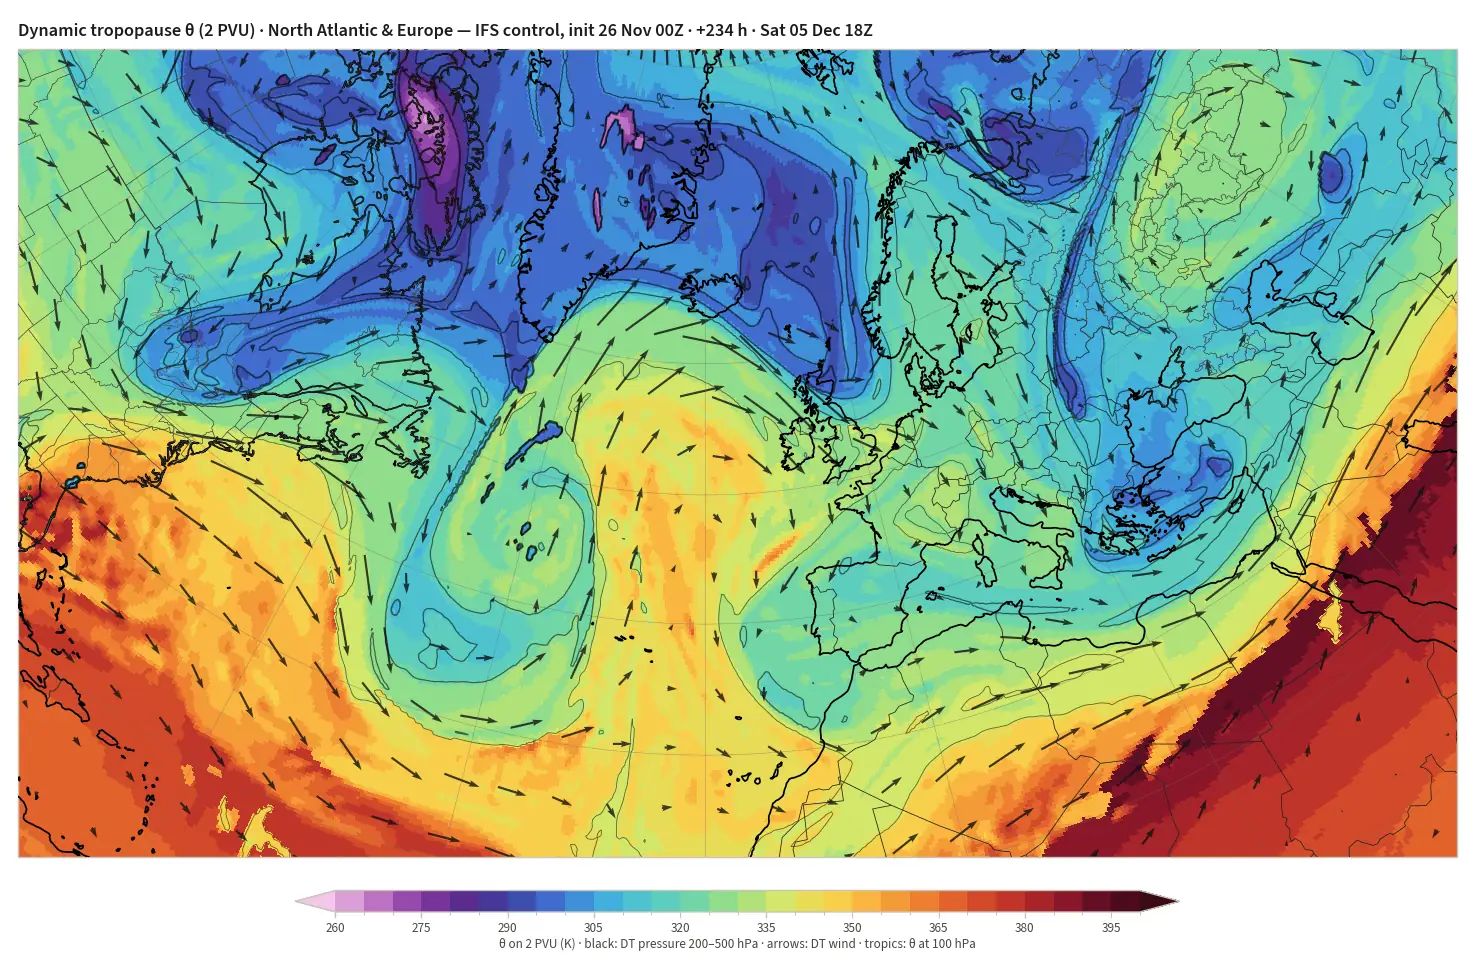 Dynamic tropopause θ (2 PVU) · North Atlantic & Europe — IFS control, init 26 Nov 00Z · +234 h · Sat 05 Dec 18Z
260 275 290 305 320 335 350 365 380 395
θ on 2 PVU (K) · black: DT pressure 200–500 hPa · arrows: DT wind · tropics: θ at 100 hPa